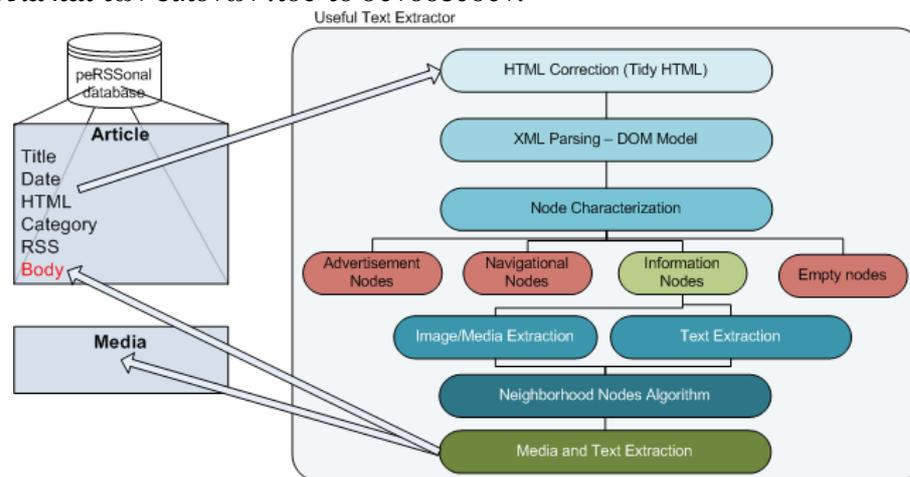 Useful Text Extractor
peRSSonal
database
Article
Title
Date
HTML
Category
RSS
Body
Media
HTML Correction (Tidy HTML)
XML Parsing – DOM Model
Node Characterization
Advertisement
Nodes
Navigational
Nodes
Information
Nodes
Empty nodes
Image/Media Extraction
Text Extraction
Neighborhood Nodes Algorithm
Media and Text Extraction